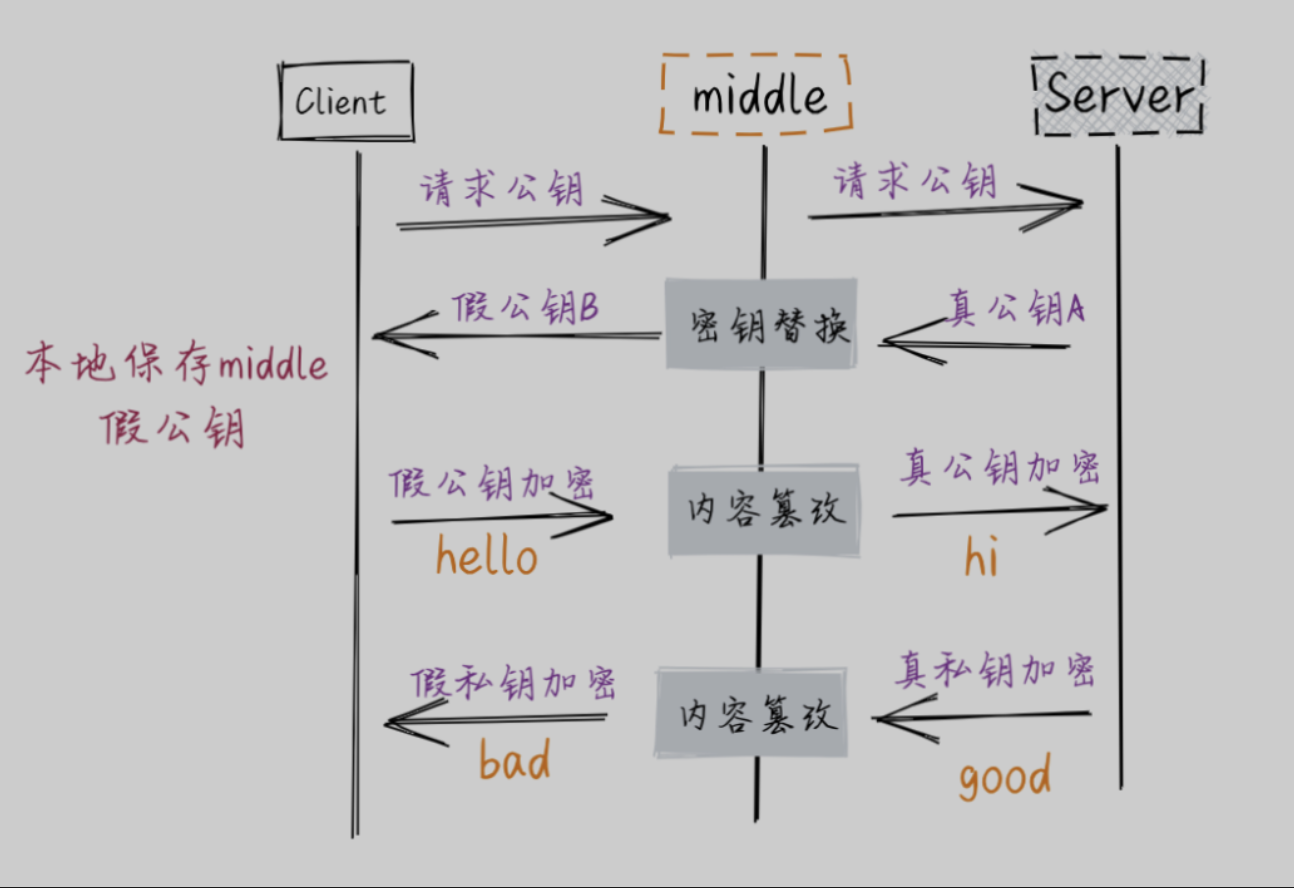 Client
middle
Server
请求公钥
请求公钥
假公钥B
密钥替换
真公钥A
本地保存middle
假公钥
假公钥加密
hello
内容篡改
真公钥加密
hi
假私钥加密
bad
内容篡改
真私钥加密
good